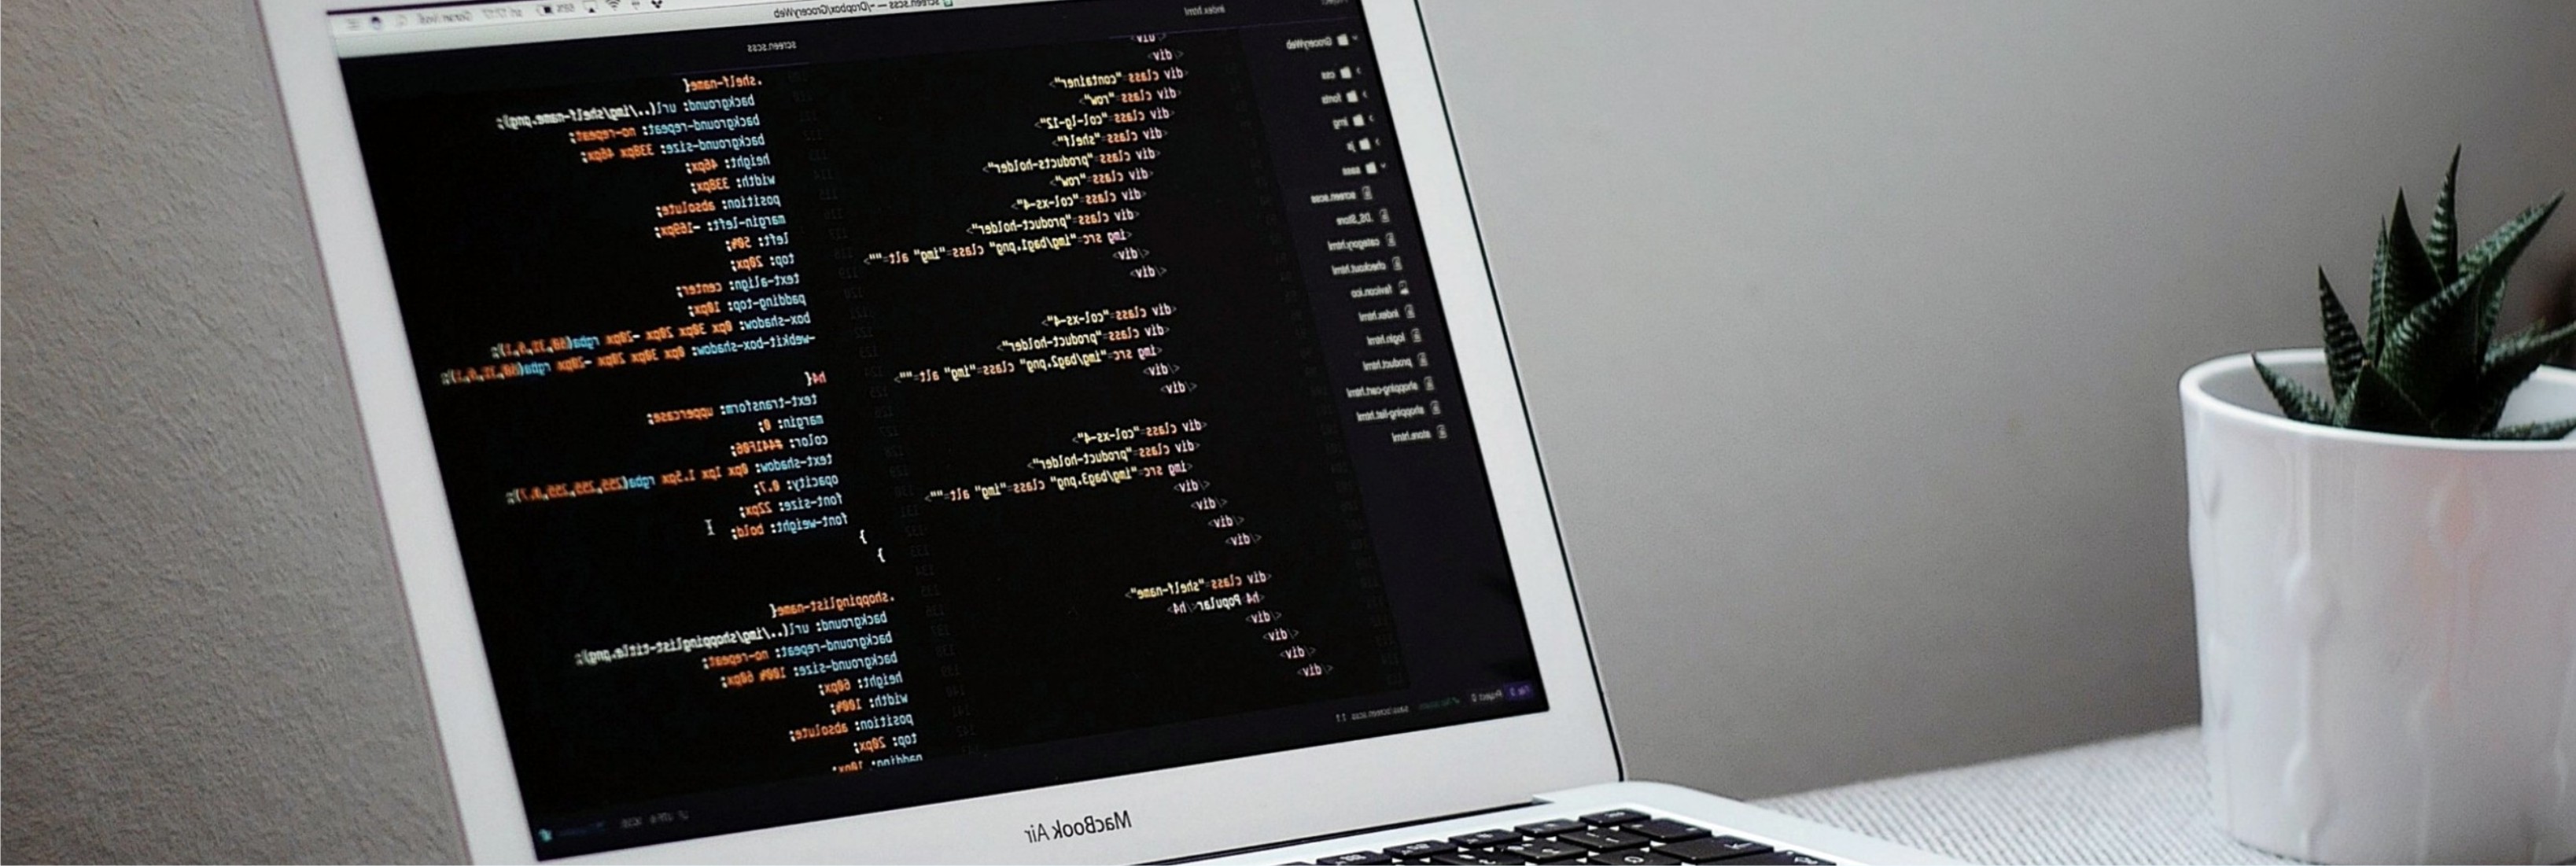 screen.scss — ~/Dropbox/GroceryWeb
index.html
screen.scss
GroceryWeb
css
fonts
img
js
sass
screen.scss
.DS_Store
category.html
checkout.html
favicon.ico
index.html
login.html
product.html
shopping-cart.html
shopping-list.html
store.html
</div>
</div>
<div class="container">
<div class="row">
<div class="col-lg-12">
<div class="shelf">
<div class="products-holder">
<div class="row">
<div class="col-xs-4">
<div class="product-holder">
<img src="img/bag1.png" class="img" alt="">
</div>
</div>
<div class="col-xs-4">
<div class="product-holder">
<img src="img/bag2.png" class="img" alt="">
</div>
</div>
<div class="col-xs-4">
<div class="product-holder">
<img src="img/bag3.png" class="img" alt="">
</div>
</div>
</div>
</div>
<div class="shelf-name">
<h4>Popular</h4>
</div>
</div>
</div>
</div>
.shelf-name{
background: url(../img/shelf-name.png);
background-repeat: no-repeat;
background-size: 338px 46px;
height: 46px;
width: 338px;
position: absolute;
margin-left: -169px;
left: 50%;
top: 20px;
text-align: center;
padding-top: 10px;
box-shadow: 0px 30px 20px -20px
-webkit-box-shadow: 0px 30px 20px -20px
h4{
text-transform: uppercase;
margin: 0;
color: #441F06;
text-shadow: 0px 1px 1.5px rgba(255,255,255,0.7);
opacity: 0.7;
font-size: 22px;
font-weight: bold;
}
}
.shoppinglist-name{
background: url(../img/shoppinglist-title.png);
background-repeat: no-repeat;
background-size: 100% 60px;
height: 60px;
width: 100%;
position: absolute;
top: 20px;
padding: 10px;
sass/screen.scss 1:1
MacBook Air